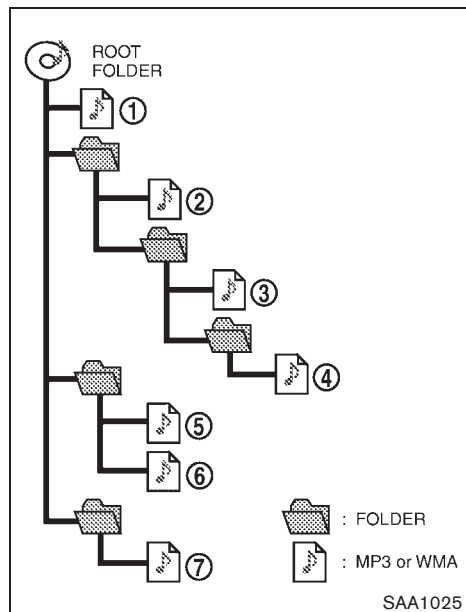 ROOT
FOLDER
①
②
③
④
⑤
⑥
⑦
: FOLDER
: MP3 or WMA
SAA1025